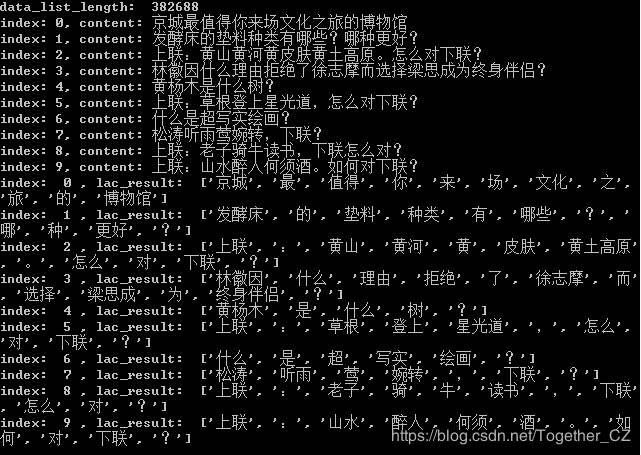 data_list_length:  382688
index: 0, content: 京城最值得你来场文化之旅的博物馆
index: 1, content: 发酵床的垫料种类有哪些？哪种更好？
index: 2, content: 上联：黄山黄河黄皮肤黄土高原。怎么对下联？
index: 3, content: 林徽因什么理由拒绝了徐志摩而选择梁思成为终身伴侣？
index: 4, content: 黄杨木是什么树？
index: 5, content: 上联：草根登上星光道，怎么对下联？
index: 6, content: 什么是超写实绘画？
index: 7, content: 松涛听雨莺婉转，下联？
index: 8, content: 上联：老子骑牛读书，下联怎么对？
index: 9, content: 上联：山水醉人何须酒。如何对下联？
index:  0 , lac_result:  ['京城', '最', '值得', '你', '来', '场', '文化', '之',
'旅', '的', '博物馆']
index:  1 , lac_result:  ['发酵床', '的', '垫料', '种类', '有', '哪些', '？', '
哪', '种', '更好', '？']
index:  2 , lac_result:  ['上联', '：', '黄山', '黄河', '黄', '皮肤', '黄土高原'
, '。', '怎么', '对', '下联', '？']
index:  3 , lac_result:  ['林徽因', '什么', '理由', '拒绝', '了', '徐志摩', '而'
, '选择', '梁思成', '为', '终身伴侣', '？']
index:  4 , lac_result:  ['黄杨木', '是', '什么', '树', '？']
index:  5 , lac_result:  ['上联', '：', '草根', '登上', '星光道', '，', '怎么', '
对', '下联', '？']
index:  6 , lac_result:  ['什么', '是', '超', '写实', '绘画', '？']
index:  7 , lac_result:  ['松涛', '听雨', '莺', '婉转', '，', '下联', '？']
index:  8 , lac_result:  ['上联', '：', '老子', '骑', '牛', '读书', '，', '下联'
, '怎么', '对', '？']
index:  9 , lac_result:  ['上联', '：', '山水', '醉人', '何须', '酒', '。', '如
何', '对', '下联', '？']
https://blog.csdn.net/Together_CZ